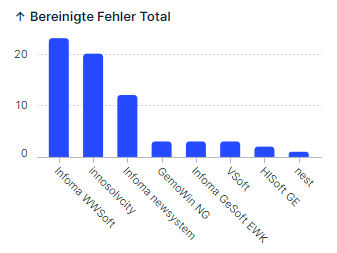 ↑ Bereinigte Fehler Total
20
10
0
Infoma WWSoft
innosolvcity
Infoma newsystem
GemoWin NG
Infoma GeSoft EWK
VSoft
HISoft GE
nest